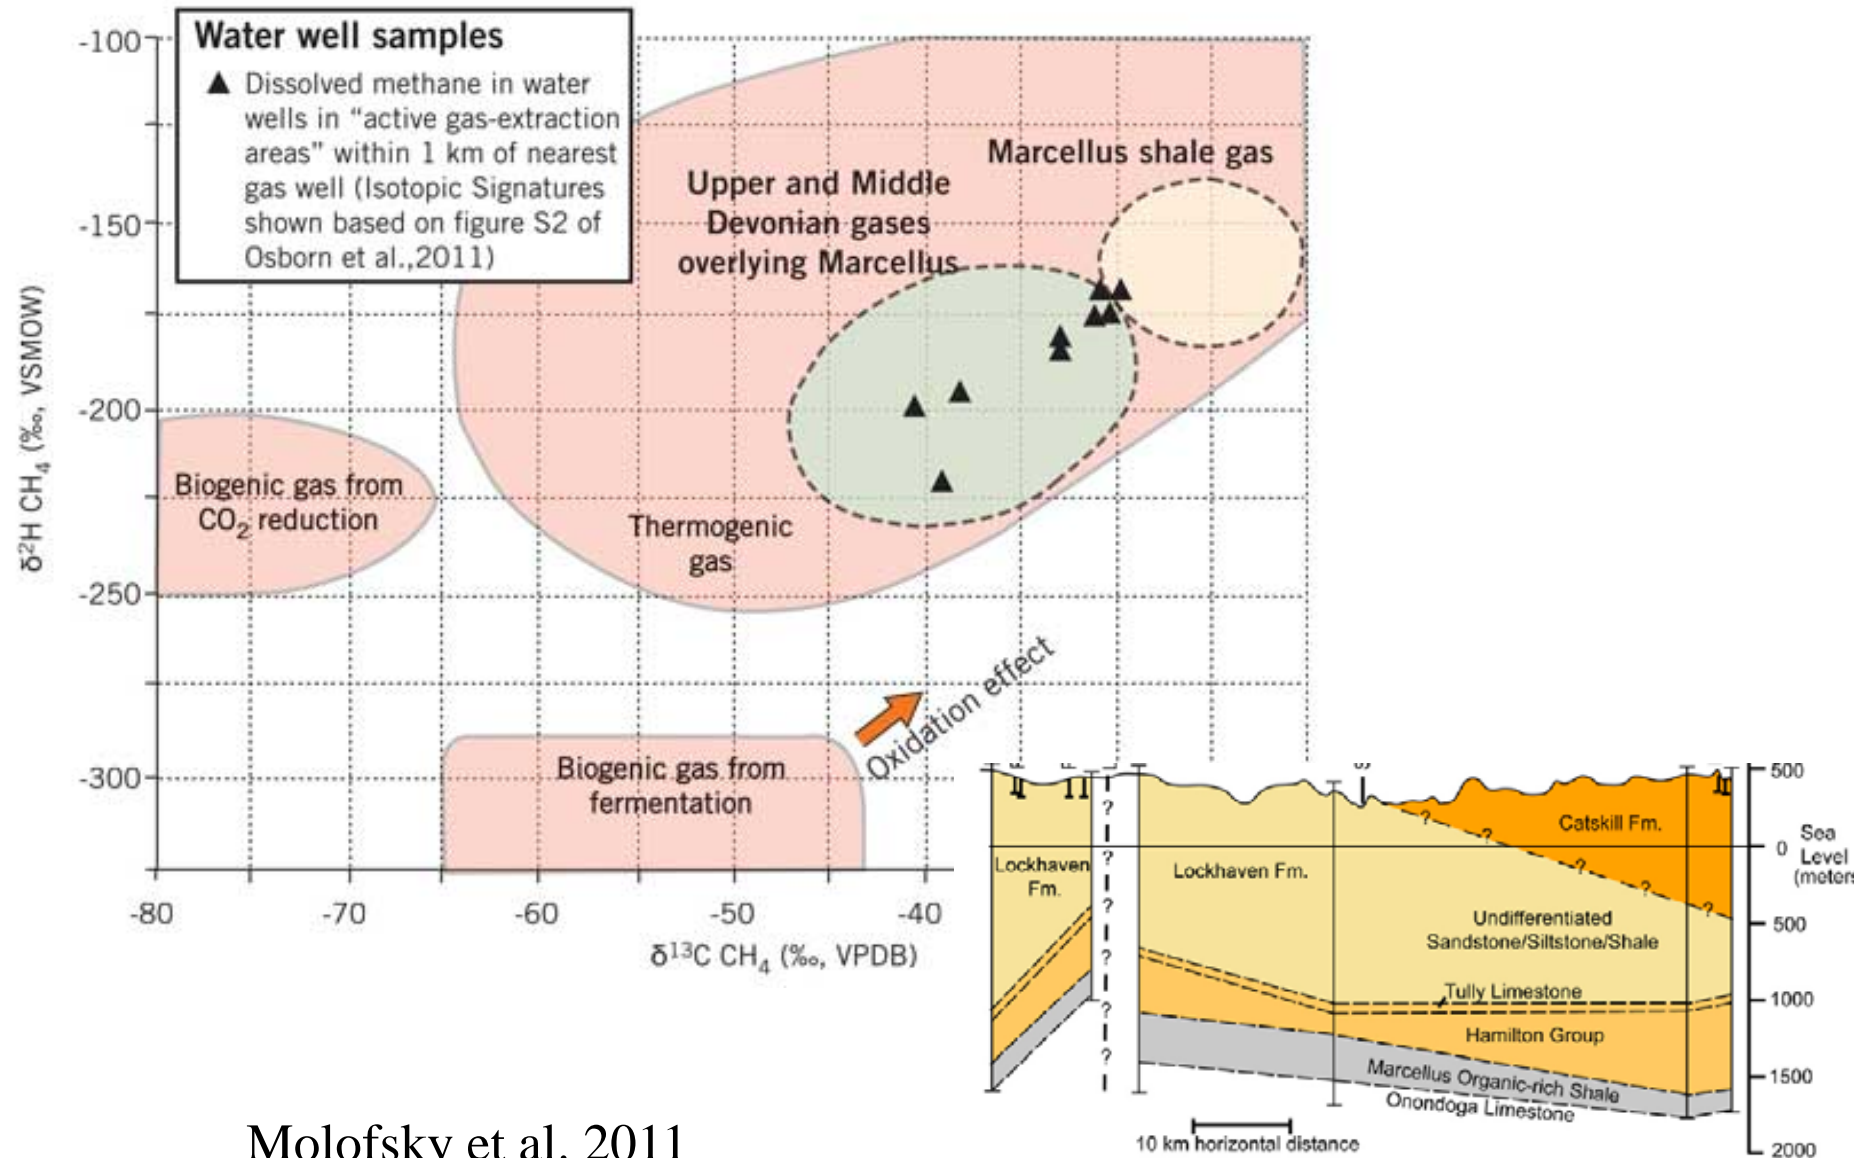 Water well samples
▲ Dissolved methane in water
wells in “active gas-extraction
areas” within 1 km of nearest
gas well (Isotopic Signatures
shown based on figure S2 of
Osborn et al.,2011)
-100
-150
-200
-250
-300
δ²H CH₄ (‰, VSMOW)
Marcellus shale gas
Upper and Middle
Devonian gases
overlying Marcellus
Biogenic gas from
CO₂ reduction
Thermogenic
gas
Oxidation effect
Biogenic gas from
fermentation
-80
-70
-60
-50
-40
δ¹³C CH₄ (‰, VPDB)
500
0
500
1000
1500
2000
Sea
Level
Catskill Fm.
Lockhaven
Fm.
Lockhaven Fm.
?
?
?
?
?
?
?
?
?
?
?
Undifferentiated
Sandstone/Siltstone/Shale
Tully Limestone
Hamilton Group
Marcellus Organic-rich Shale
Onondoga Limestone
10 km horizontal distance
Molofsky et al. 2011